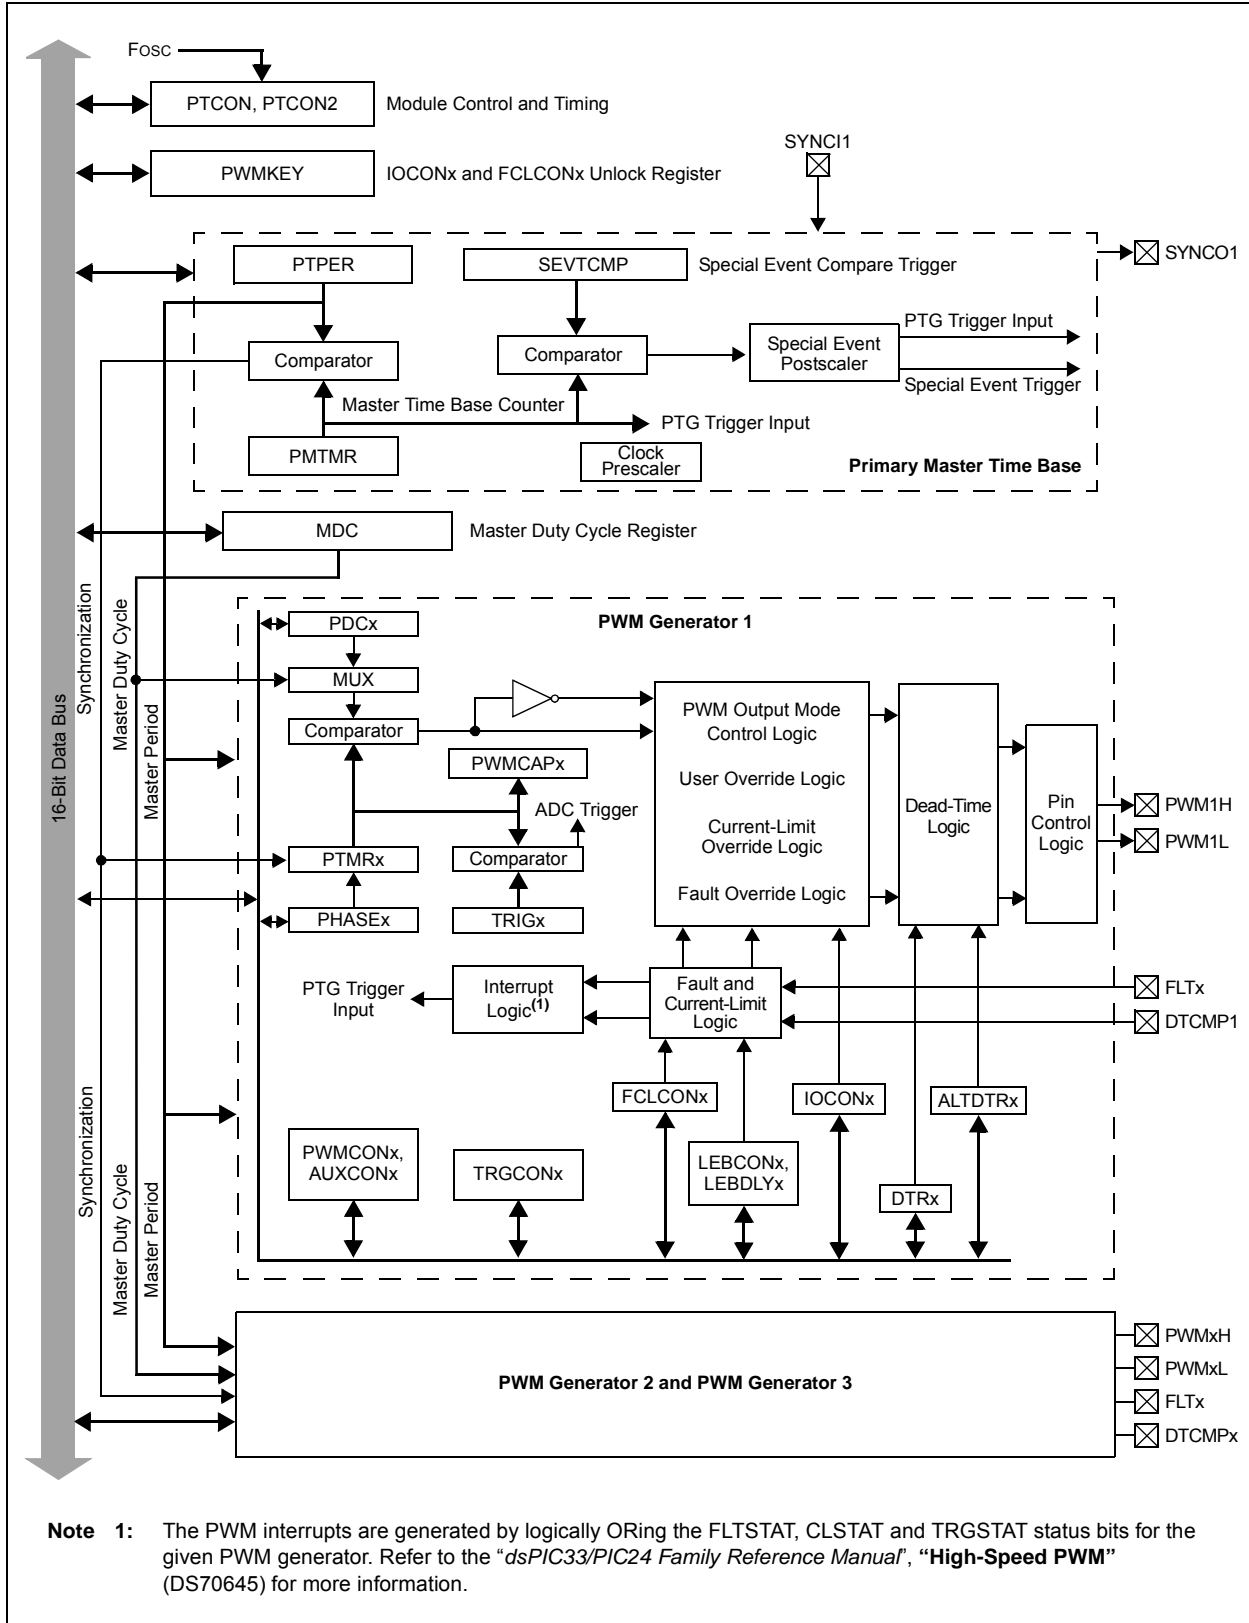 Fosc
PTCON, PTCON2
Module Control and Timing
SYNCI1
PWMKEY
IOCONx and FCLCONx Unlock Register
PTPER
SEVTCMP
Special Event Compare Trigger
SYNCO1
PTG Trigger Input
Comparator
Comparator
Special Event
Postscaler
Special Event Trigger
Master Time Base Counter
PTG Trigger Input
PMTMR
Clock
Prescaler
Primary Master Time Base
MDC
Master Duty Cycle Register
16-Bit Data Bus
Synchronization
Master Duty Cycle
Master Period
PDCx
PWM Generator 1
MUX
Comparator
PWM Output Mode
Control Logic
PWMCAPx
User Override Logic
ADC Trigger
Dead-Time
Logic
Pin
Control
Logic
PWM1H
PWM1L
Current-Limit
Override Logic
PTMRx
Comparator
Fault Override Logic
PHASEx
TRIGx
PTG Trigger
Input
Interrupt
Logic(1)
Fault and
Current-Limit
Logic
FLTx
DTCMP1
FCLCONx
IOCONx
ALTDTRx
PWMCONx,
AUXCONx
TRGCONx
LEBCONx,
LEBDLYx
DTRx
Synchronization
Master Duty Cycle
Master Period
PWM Generator 2 and PWM Generator 3
PWMxH
PWMxL
FLTx
DTCMPx
Note 1: The PWM interrupts are generated by logically ORing the FLTSTAT, CLSTAT and TRGSTAT status bits for the
given PWM generator. Refer to the “dsPIC33/PIC24 Family Reference Manual”, “High-Speed PWM”
(DS70645) for more information.